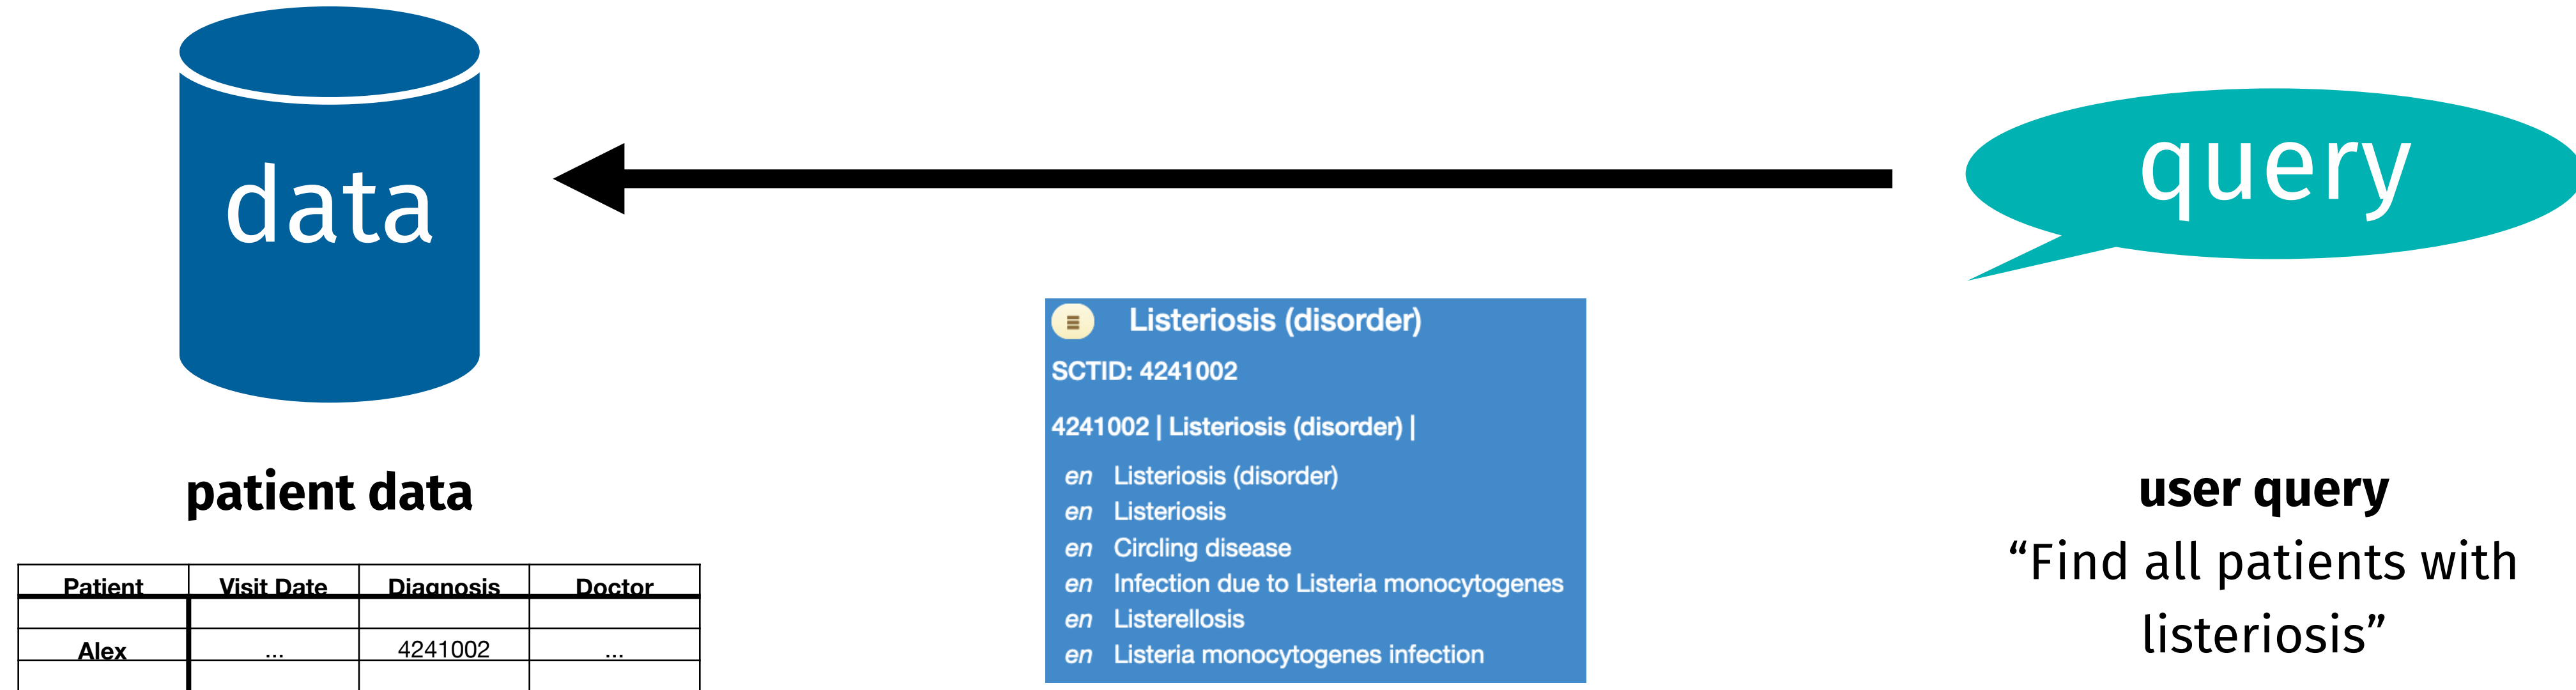 data
query
patient data
Patient Visit Date Diagnosis Doctor
Alex ... 4241002 ...
Listeriosis (disorder)
SCTID: 4241002
4241002 | Listeriosis (disorder) |
en Listeriosis (disorder)
en Listeriosis
en Circling disease
en Infection due to Listeria monocytogenes
en Listerellosis
en Listeria monocytogenes infection
user query
“Find all patients with
listeriosis”